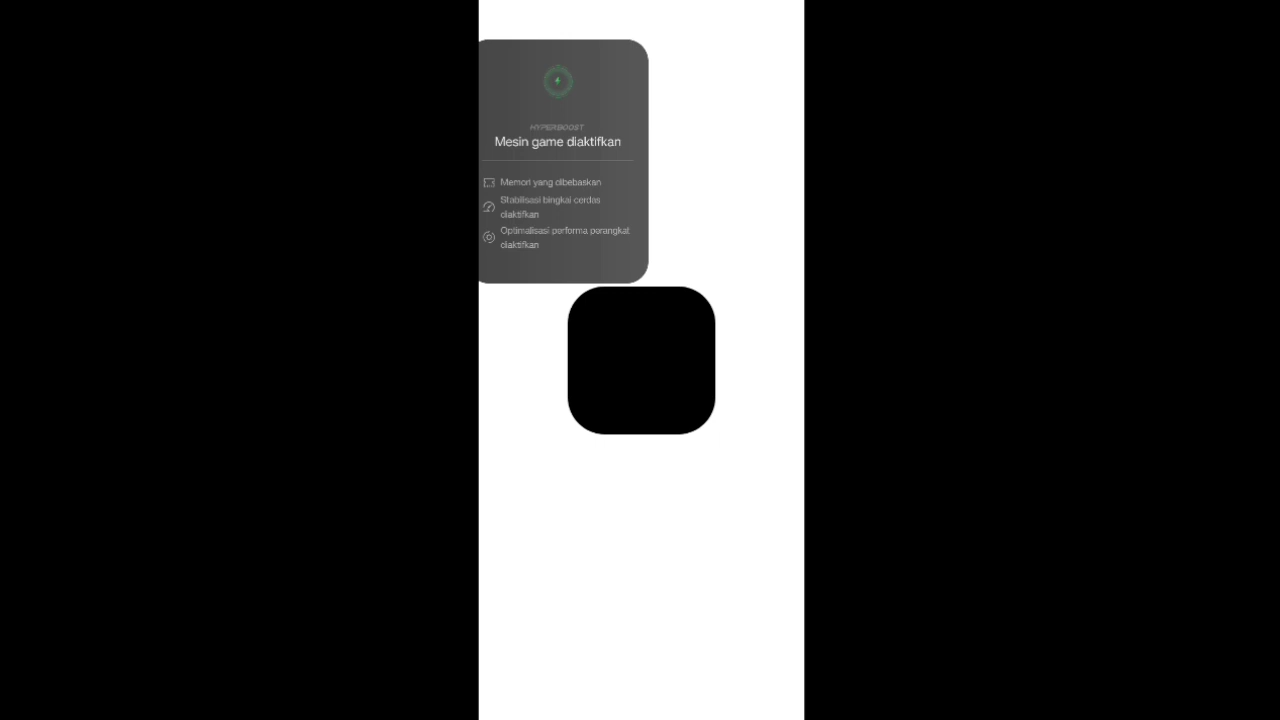 HYPERBOOST
Mesin game diaktifkan
Memori yang dibebaskan
Stabilisasi bingkai cerdas
diaktifkan
Optimalisasi performa perangkat
diaktifkan